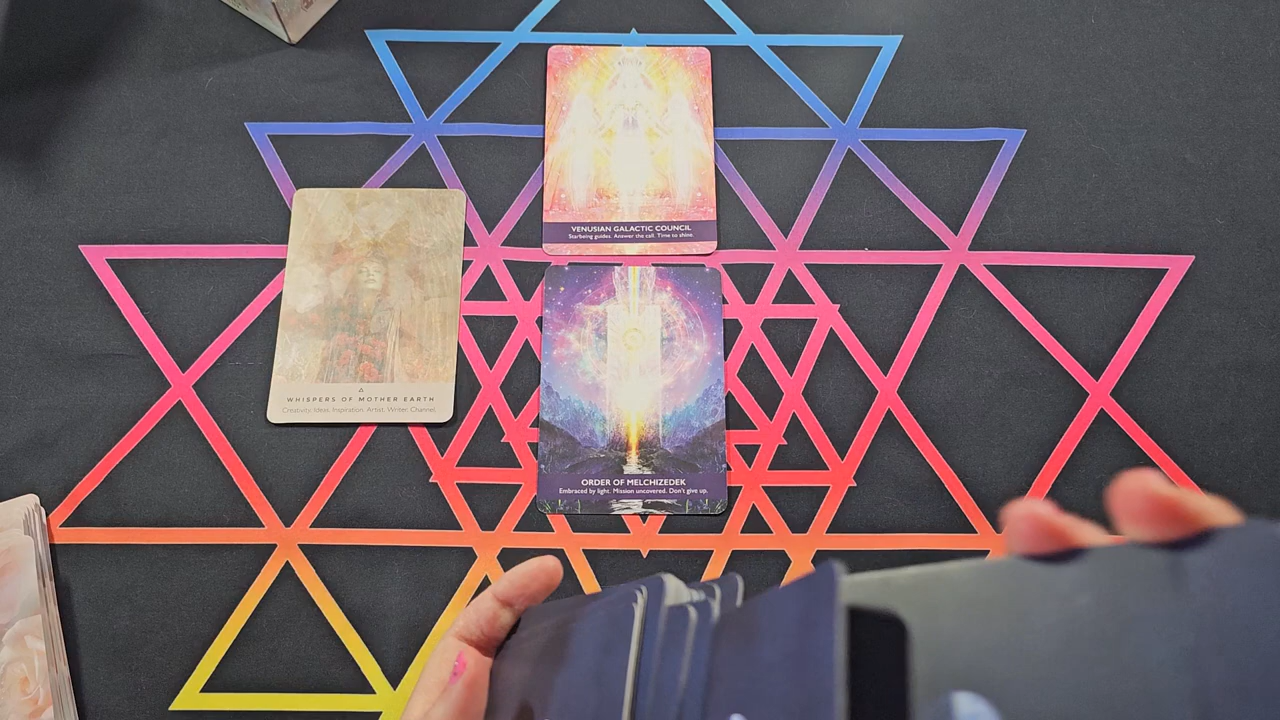 VENUSIAN GALACTIC COUNCIL
Starbeing guides. Answer the call. Time to shine.
WHISPERS OF MOTHER EARTH
Creativity. Ideas. Inspiration. Artist. Writer. Channel.
ORDER OF MELCHIZEDEK
Embraced by light. Mission uncovered. Don't give up.